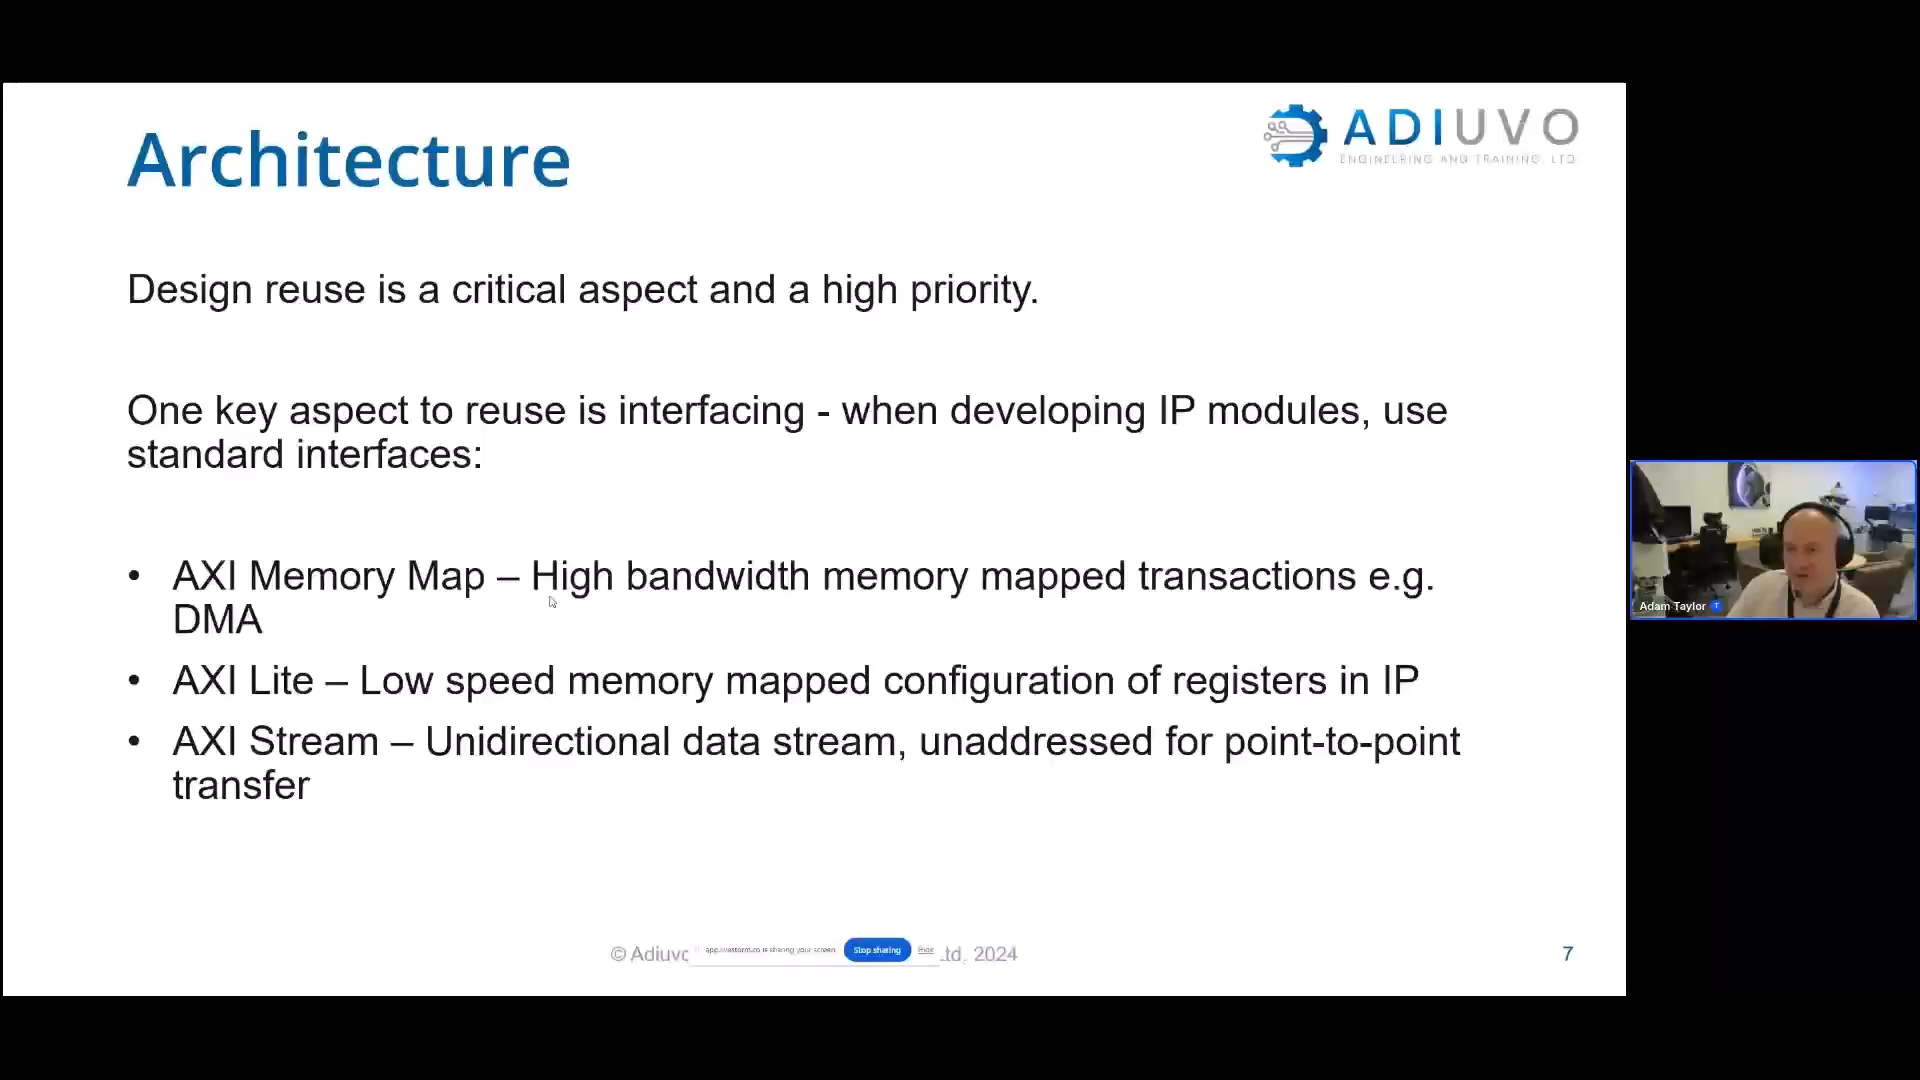 Architecture
ADIUVO
ENGINEERING AND TRAINING, LTD
Design reuse is a critical aspect and a high priority.
One key aspect to reuse is interfacing - when developing IP modules, use
standard interfaces:
• AXI Memory Map – High bandwidth memory mapped transactions e.g.
DMA
• AXI Lite – Low speed memory mapped configuration of registers in IP
• AXI Stream – Unidirectional data stream, unaddressed for point-to-point
transfer
Adam Taylor
T
© Adiuvo
app.livestorm.co is sharing your screen.
Stop sharing
Hide
Ltd, 2024
7